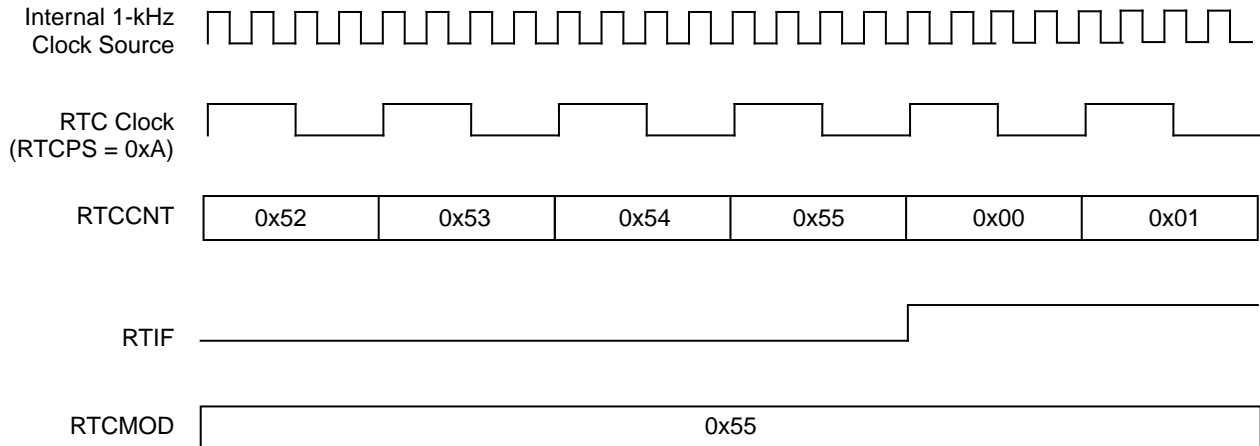 Internal 1-kHz
Clock Source
RTC Clock
(RTCPS = 0xA)
RTCCNT 0x52 0x53 0x54 0x55 0x00 0x01
RTIF
RTCMOD 0x55